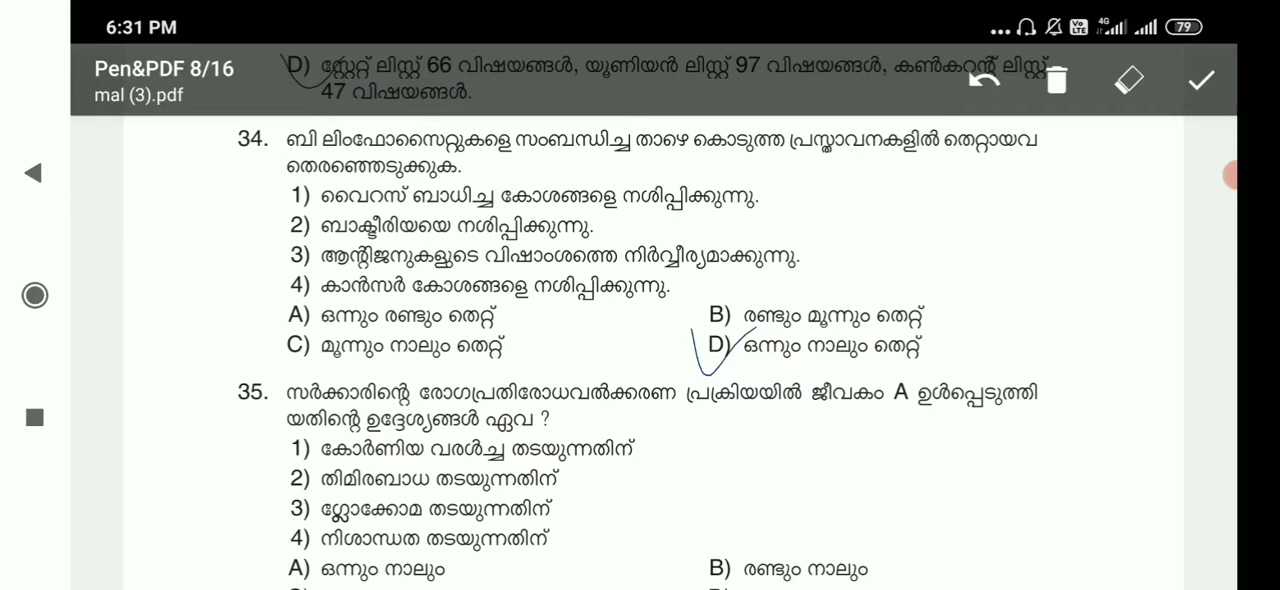 6:31 PM
4G
Vo LTE
79
Pen&PDF 8/16
mal (3).pdf
D) സ്റ്റേറ്റ് ലിസ്റ്റ് 66 വിഷയങ്ങൾ, യൂണിയൻ ലിസ്റ്റ് 97 വിഷയങ്ങൾ, കൺകറന്റ് ലിസ്റ്റ്
47 വിഷയങ്ങൾ.
34. ബി ലിംഫോസൈറ്റുകളെ സംബന്ധിച്ച താഴെ കൊടുത്ത പ്രസ്താവനകളിൽ തെറ്റായവ
തെരഞ്ഞെടുക്കുക.
1) വൈറസ് ബാധിച്ച കോശങ്ങളെ നശിപ്പിക്കുന്നു.
2) ബാക്ടീരിയയെ നശിപ്പിക്കുന്നു.
3) ആന്റിജനുകളുടെ വിഷാംശത്തെ നിർവ്വീര്യമാക്കുന്നു.
4) കാൻസർ കോശങ്ങളെ നശിപ്പിക്കുന്നു.
A) ഒന്നും രണ്ടും തെറ്റ് B) രണ്ടും മൂന്നും തെറ്റ്
C) മൂന്നും നാലും തെറ്റ് D) ഒന്നും നാലും തെറ്റ്
35. സർക്കാരിന്റെ രോഗപ്രതിരോധവൽക്കരണ പ്രക്രിയയിൽ ജീവകം A ഉൾപ്പെടുത്തി
യതിന്റെ ഉദ്ദേശ്യങ്ങൾ ഏവ ?
1) കോർണിയ വരൾച്ച തടയുന്നതിന്
2) തിമിരബാധ തടയുന്നതിന്
3) ഗ്ലോക്കോമ തടയുന്നതിന്
4) നിശാന്ധത തടയുന്നതിന്
A) ഒന്നും നാലും B) രണ്ടും നാലും